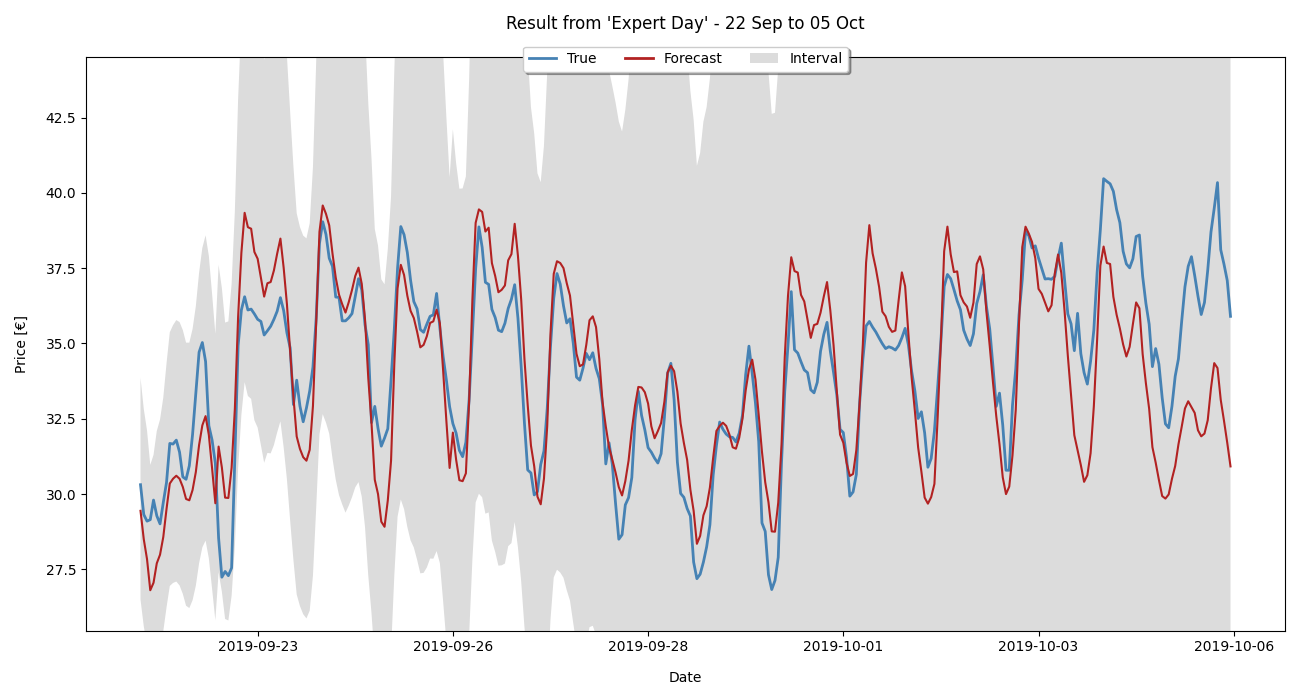 Result from 'Expert Day' - 22 Sep to 05 Oct
True Forecast Interval
Price [€]
42.5
40.0
37.5
35.0
32.5
30.0
27.5
2019-09-23 2019-09-26 2019-09-28 2019-10-01 2019-10-03 2019-10-06
Date